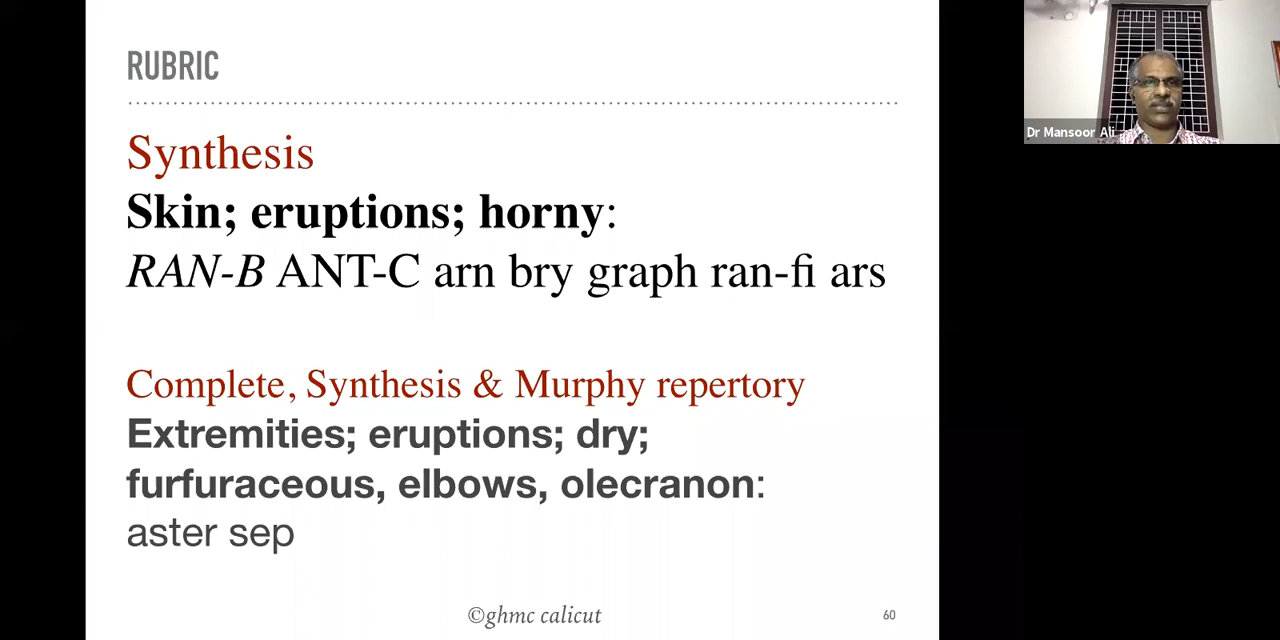 RUBRIC
Synthesis
Skin; eruptions; horny:
RAN-B ANT-C arn bry graph ran-fi ars
Complete, Synthesis & Murphy repertory
Extremities; eruptions; dry;
furfuraceous, elbows, olecranon:
aster sep
©ghmc calicut
60
Dr Mansoor Ali